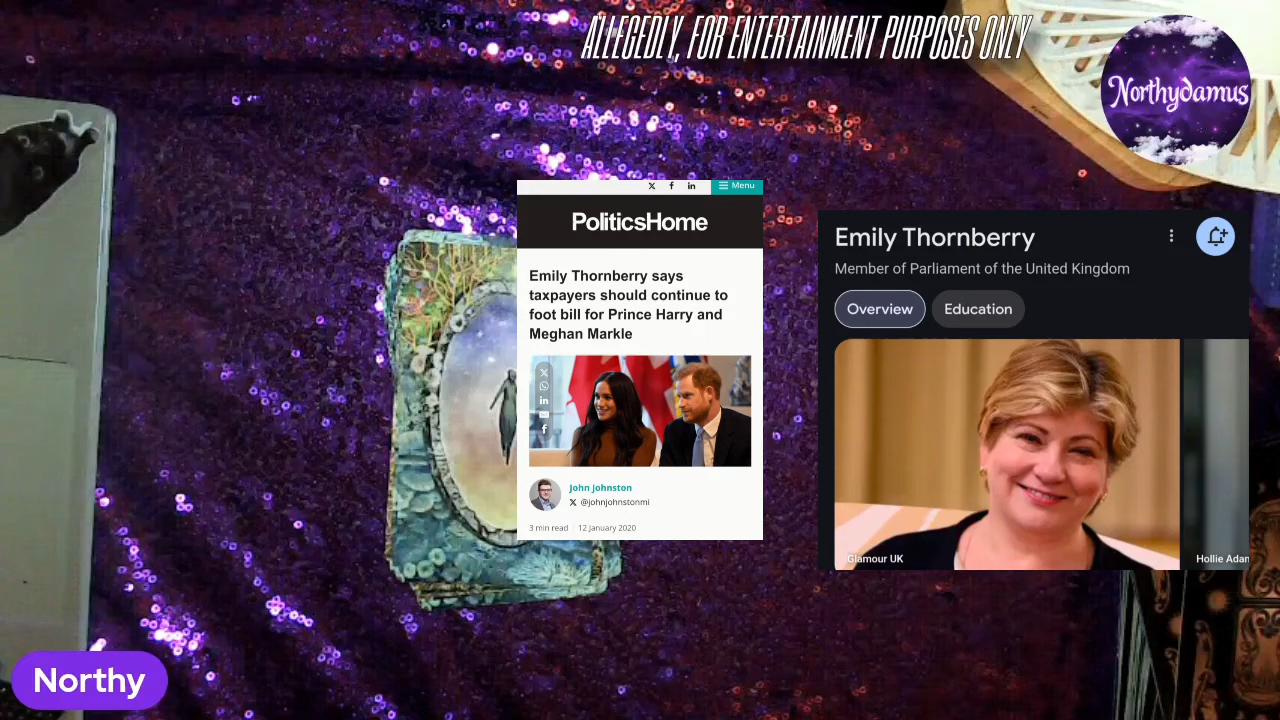 ALLEGEDLY, FOR ENTERTAINMENT PURPOSES ONLY
Northydamus
Menu
PoliticsHome
Emily Thornberry says
taxpayers should continue to
foot bill for Prince Harry and
Meghan Markle
John Johnston
@johnjohnstonmi
3 min read
12 January 2020
Emily Thornberry
Member of Parliament of the United Kingdom
Overview
Education
Glamour UK
Hollie Adan
Northy